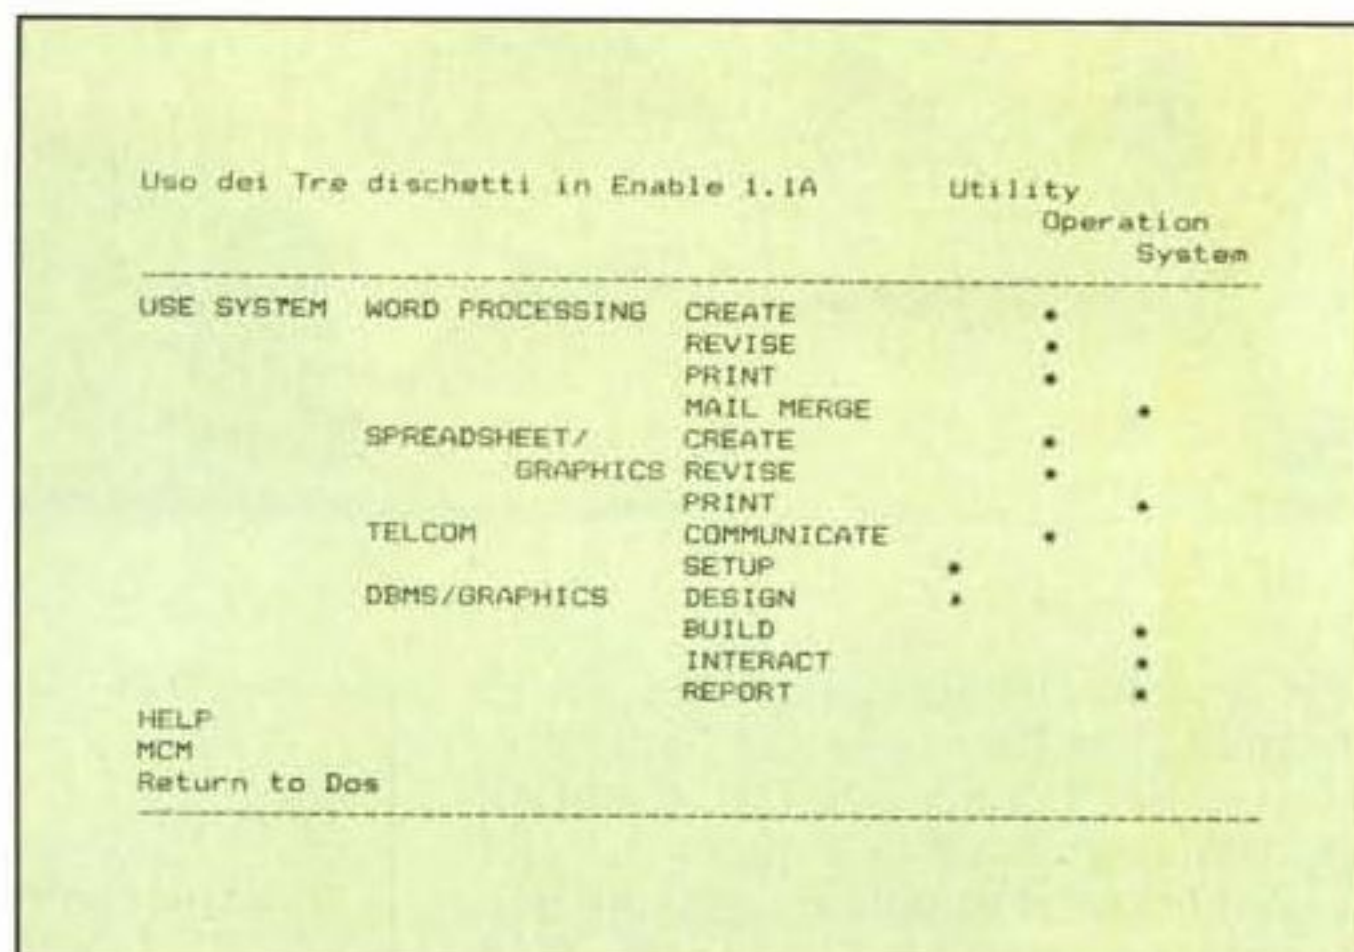 Uso dei Tre dischetti in Enable 1.1A Utility
Operation
System
--------------------------------------------------
USE SYSTEM WORD PROCESSING CREATE *
REVISE *
PRINT *
MAIL MERGE *
SPREADSHEET/ CREATE *
GRAPHICS REVISE *
PRINT *
TELCOM COMMUNICATE *
SETUP *
DBMS/GRAPHICS DESIGN *
BUILD *
INTERACT *
REPORT *
HELP
MCM
Return to Dos
--------------------------------------------------